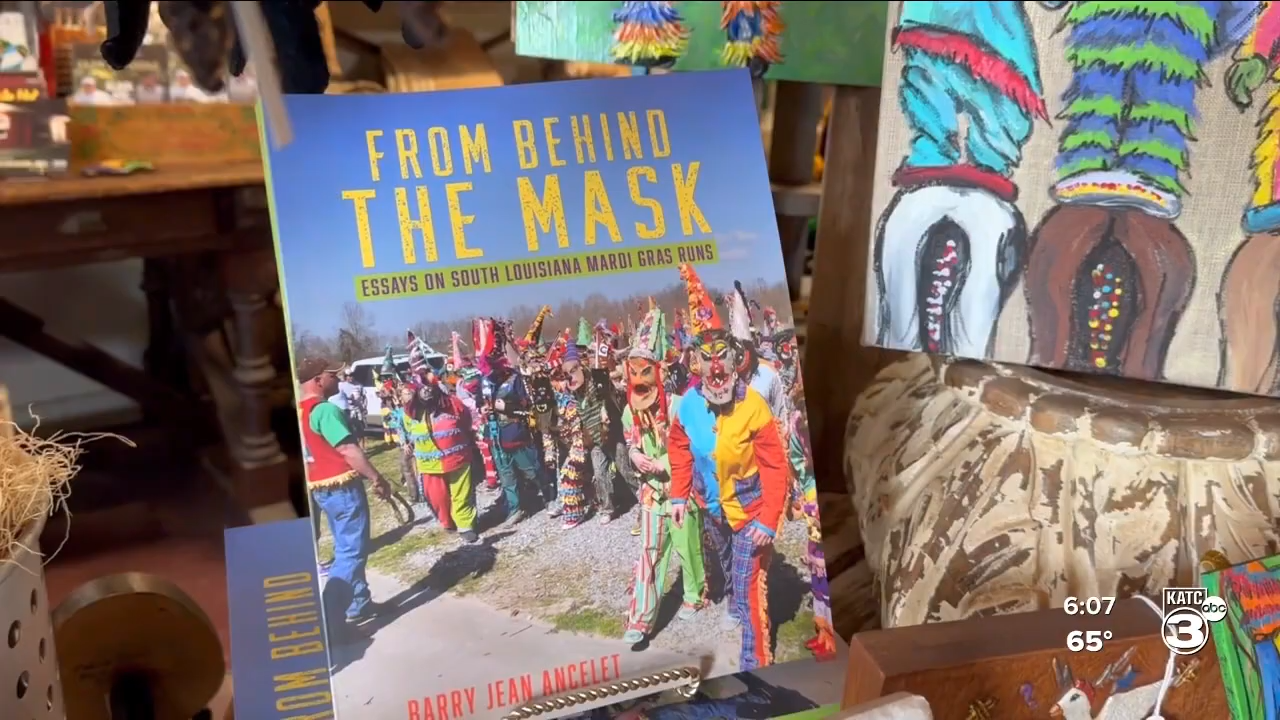 FROM BEHIND
THE MASK
ESSAYS ON SOUTH LOUISIANA MARDI GRAS RUNS
BARRY JEAN ANCELET
FROM BEHIND
6:07
65°
KATC
abc
3